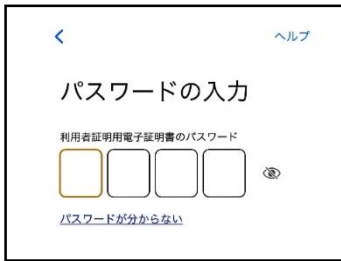 ヘルプ
パスワードの入力
利用者証明用電子証明書のパスワード
パスワードが分からない